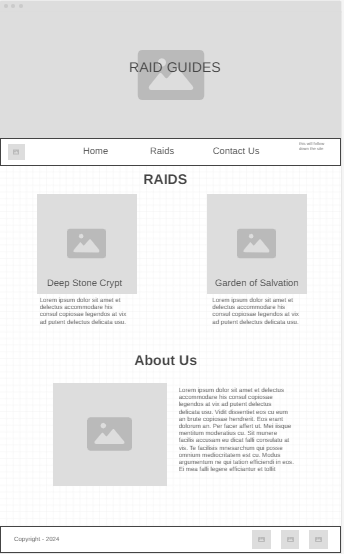 RAID GUIDES
Home Raids Contact Us
this will follow
down the site
RAIDS
Deep Stone Crypt
Garden of Salvation
Lorem ipsum dolor sit amet et
delectus accommodare his
consul copiosae
legendos at vix
ad putent delectus delicata usu.
Lorem ipsum dolor sit amet et
delectus accommodare his
consul copiosae
legendos at vix
ad putent delectus delicata usu.
About Us
Lorem ipsum dolor sit amet et delectus
accommodare his consul copiosae
legendos at vix ad putent delectus
delicata usu. Vidit dissentiet eos cu eum
an brute copiosae hendrerit. Eos erant
dolorum an. Per facer affert ut. Mei iisque
mentitum moderatius cu. Sit munere
facilis accusam eu dicat falli consulatu at
vis. Te facilisis mnesarchum qui posse
omnium mediocritatem est cu. Modus
argumentum ne qui tation efficiendi in eos.
Ei mea falli legere efficiantur et tollit
Copyright - 2024